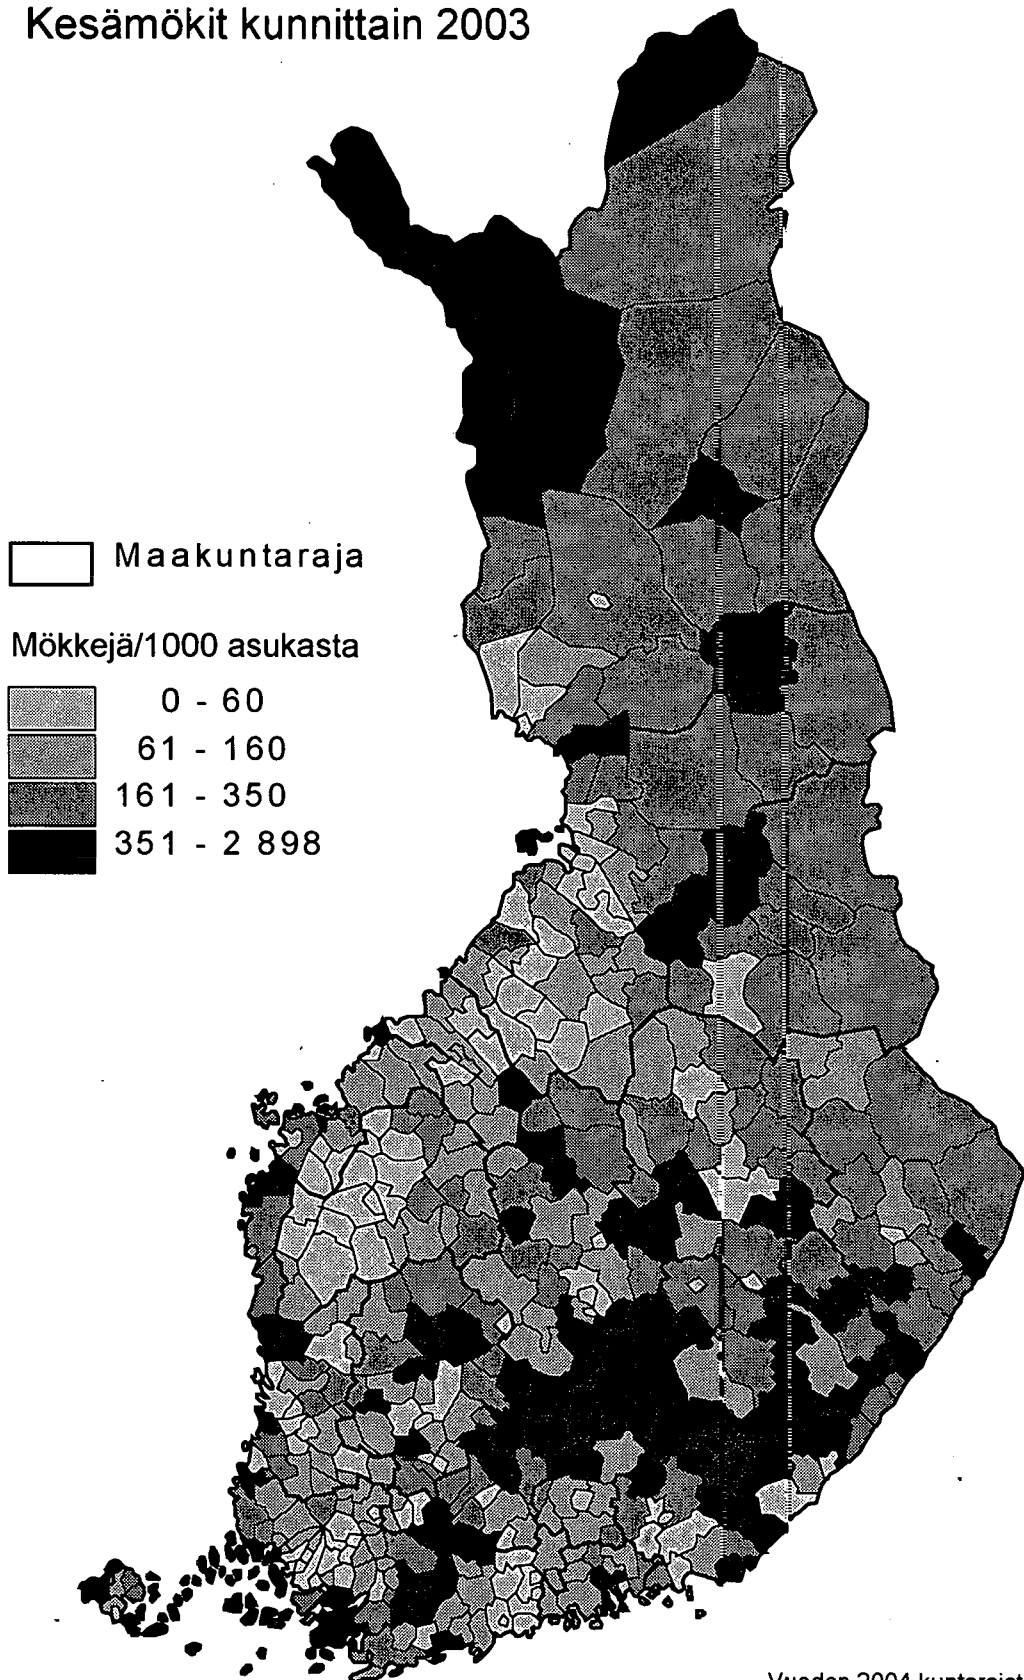 Kesämökit kunnittain 2003
Maakuntaraja
Mökkejä/1000 asukasta
0 - 60
61 - 160
161 - 350
351 - 2 898
Vuoden 2004 kuntarajat